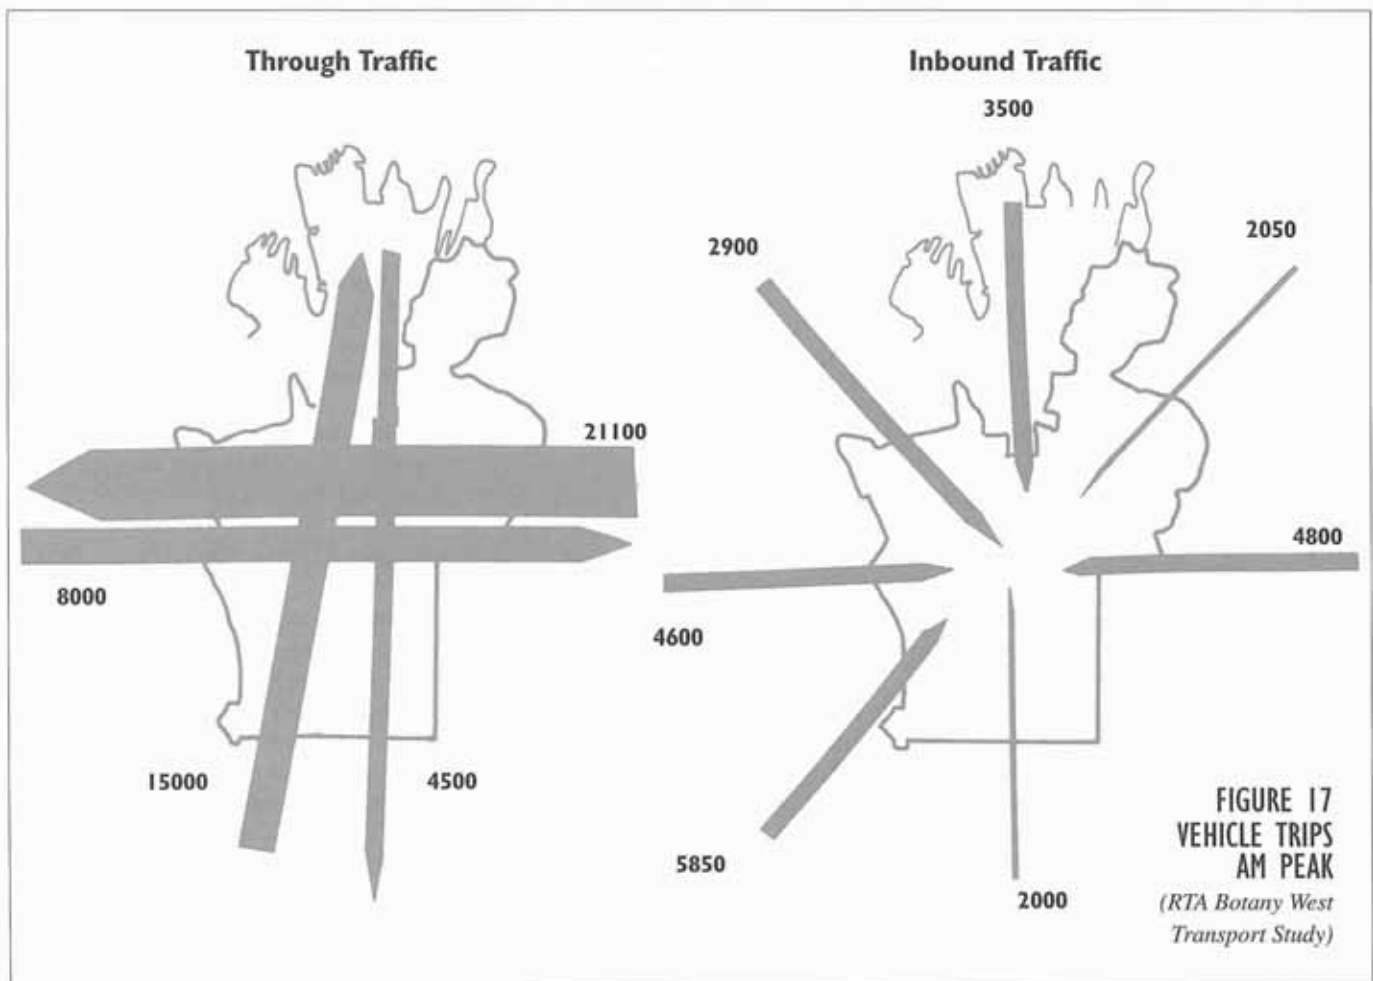 Through Traffic
21100
8000
15000
4500
Inbound Traffic
3500
2900
2050
4800
4600
5850
2000
FIGURE 17
VEHICLE TRIPS
AM PEAK
(RTA Botany West
Transport Study)